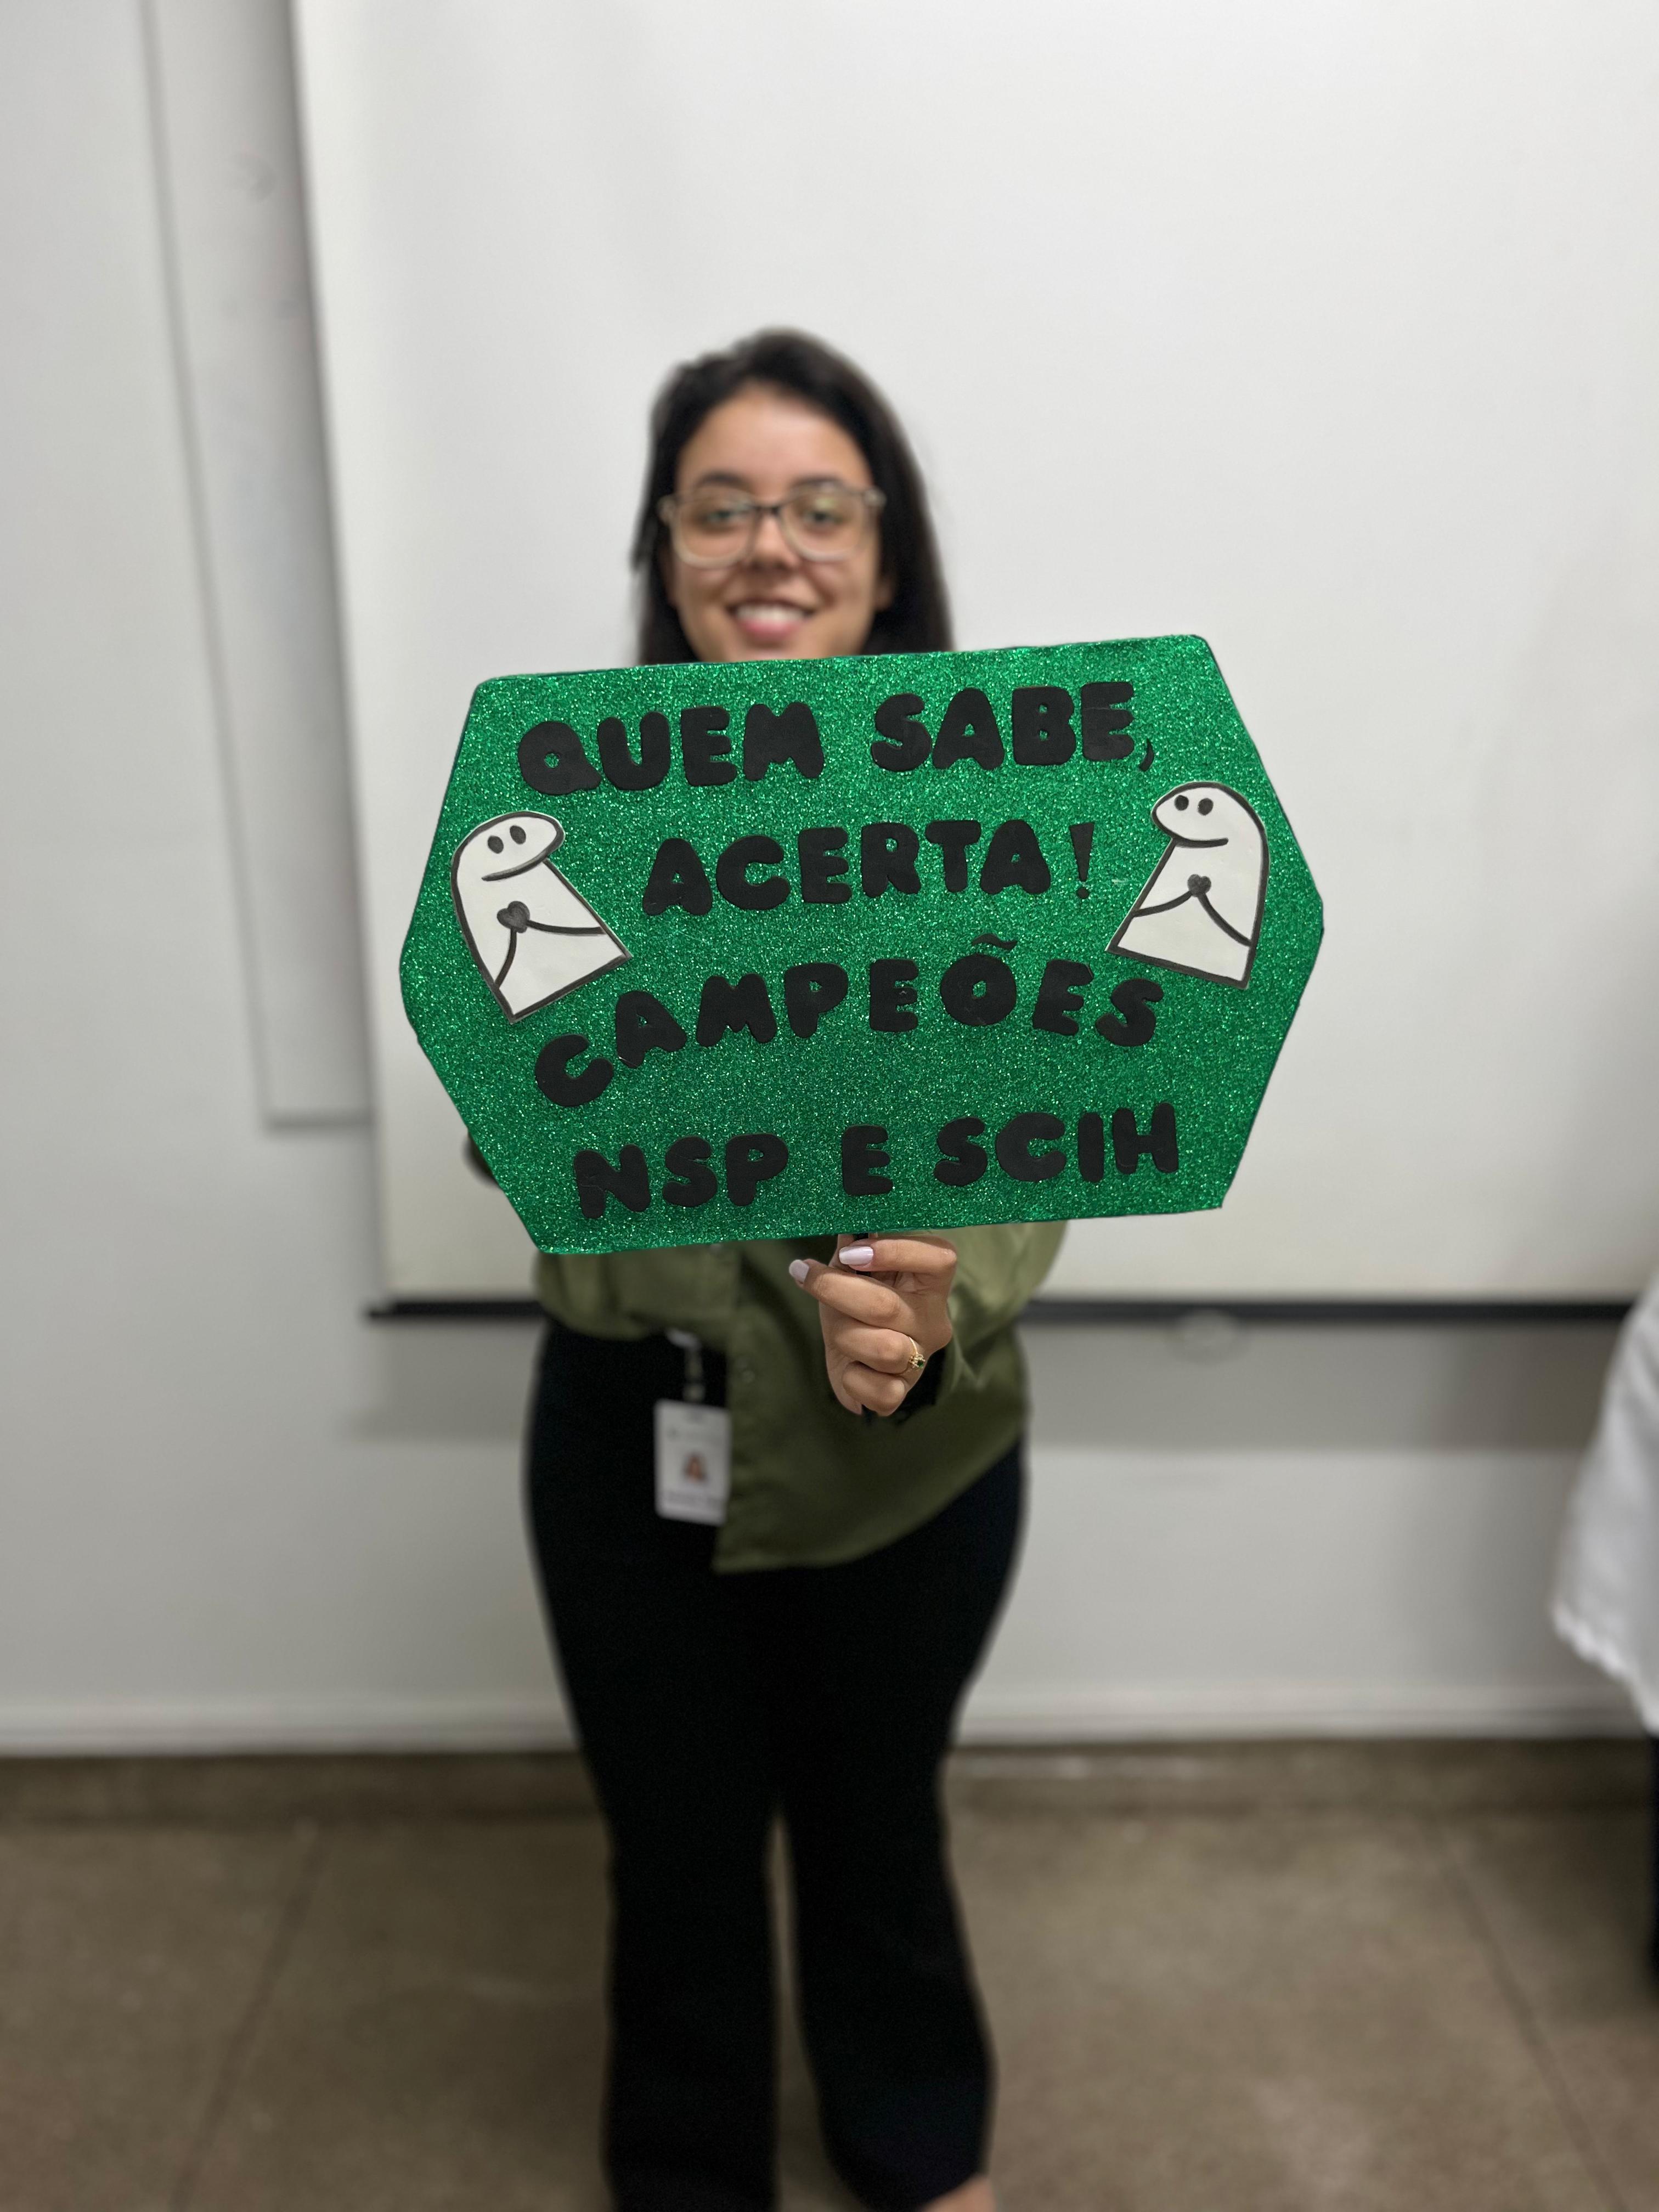 QUEM SABE,
ACERTA!
CAMPEÕES
NSP E SCIH